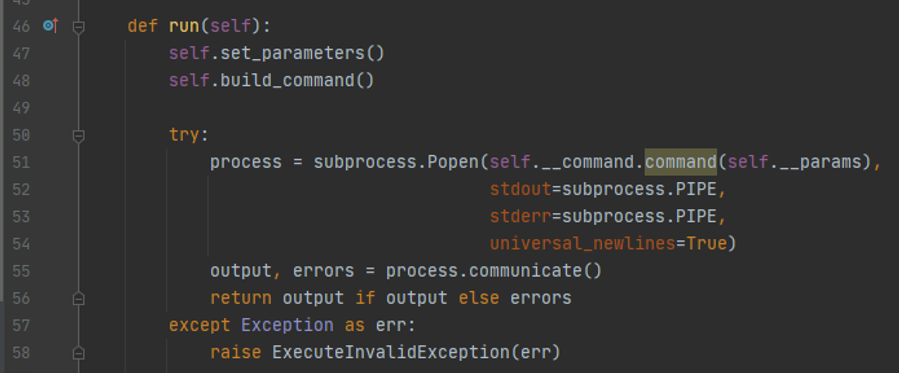 46 def run(self):
47 self.set_parameters()
48 self.build_command()
49
50 try:
51 process = subprocess.Popen(self.__command.command(self.__params),
52 stdout=subprocess.PIPE,
53 stderr=subprocess.PIPE,
54 universal_newlines=True)
55 output, errors = process.communicate()
56 return output if output else errors
57 except Exception as err:
58 raise ExecuteInvalidException(err)